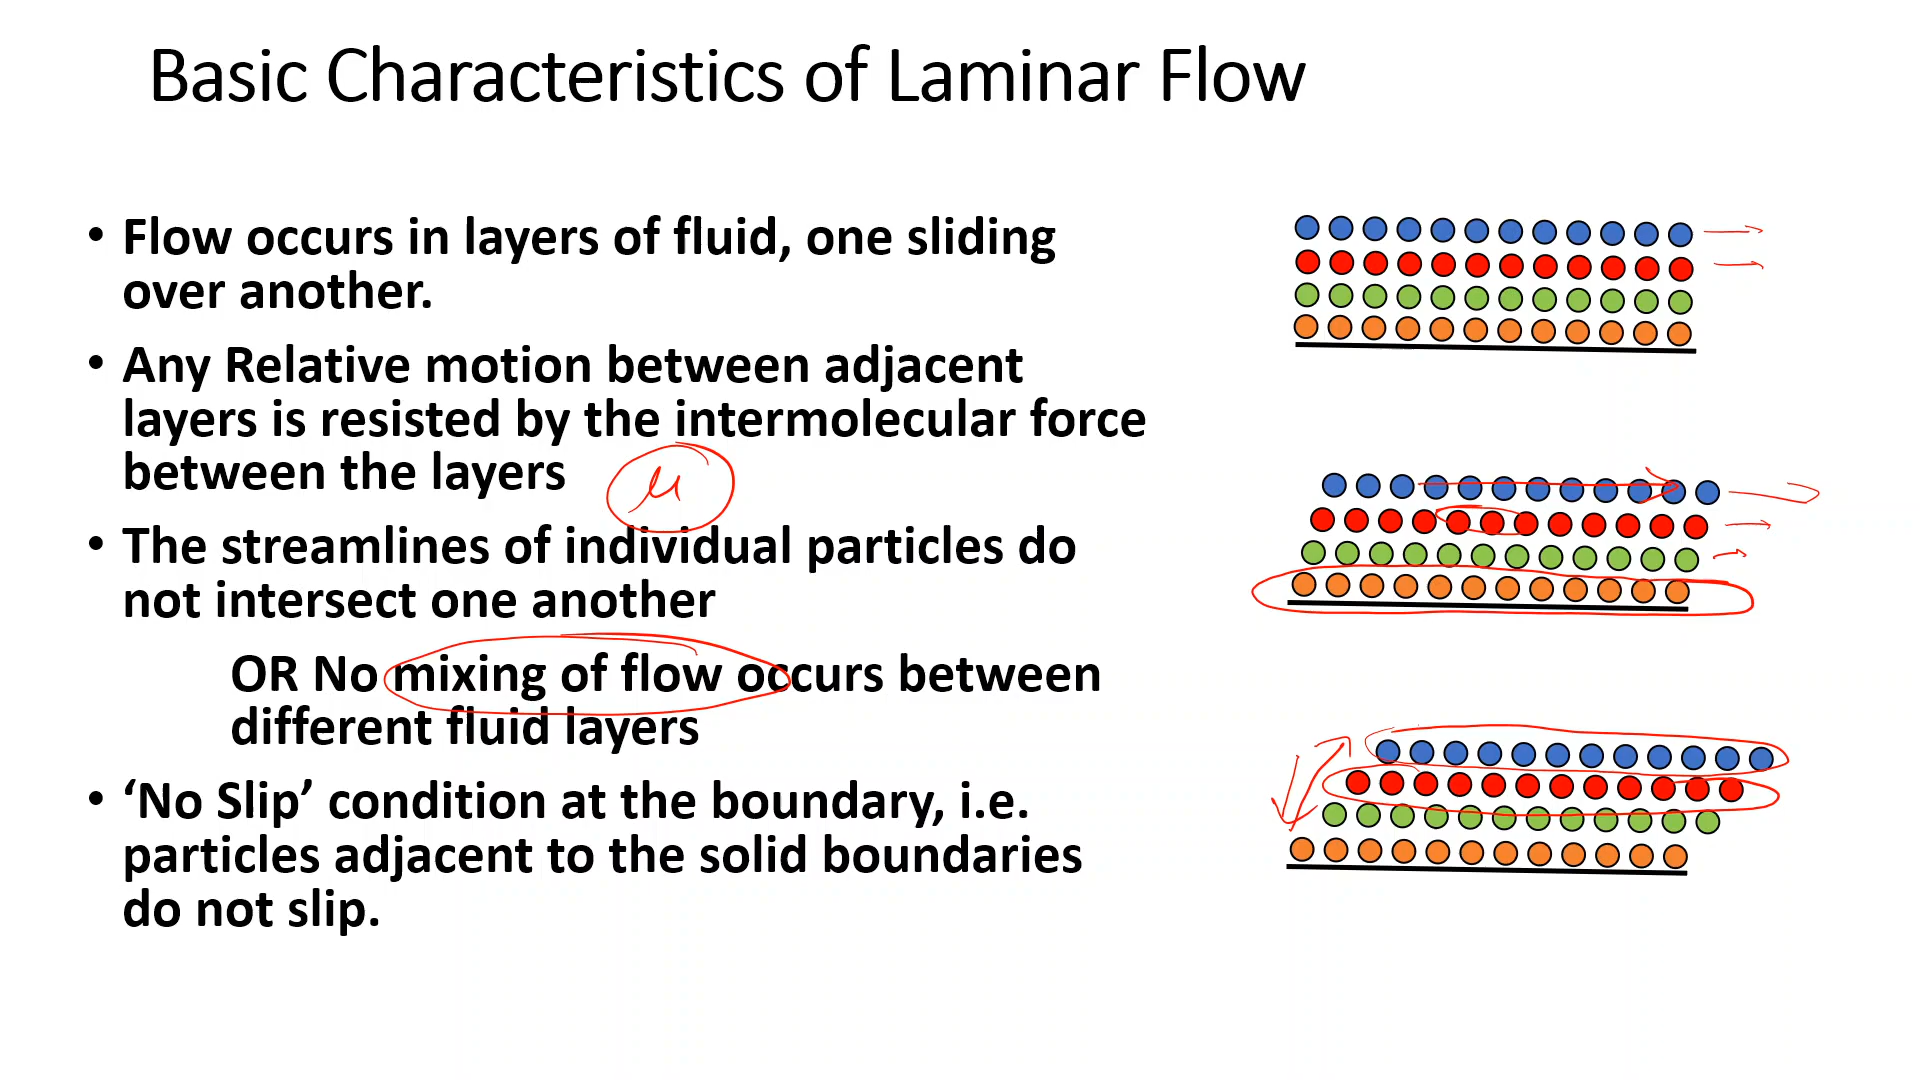 Basic Characteristics of Laminar Flow
• Flow occurs in layers of fluid, one sliding
over another.
• Any Relative motion between adjacent
layers is resisted by the intermolecular force
between the layers
μ
• The streamlines of individual particles do
not intersect one another
OR No mixing of flow occurs between
different fluid layers
• ‘No Slip’ condition at the boundary, i.e.
particles adjacent to the solid boundaries
do not slip.